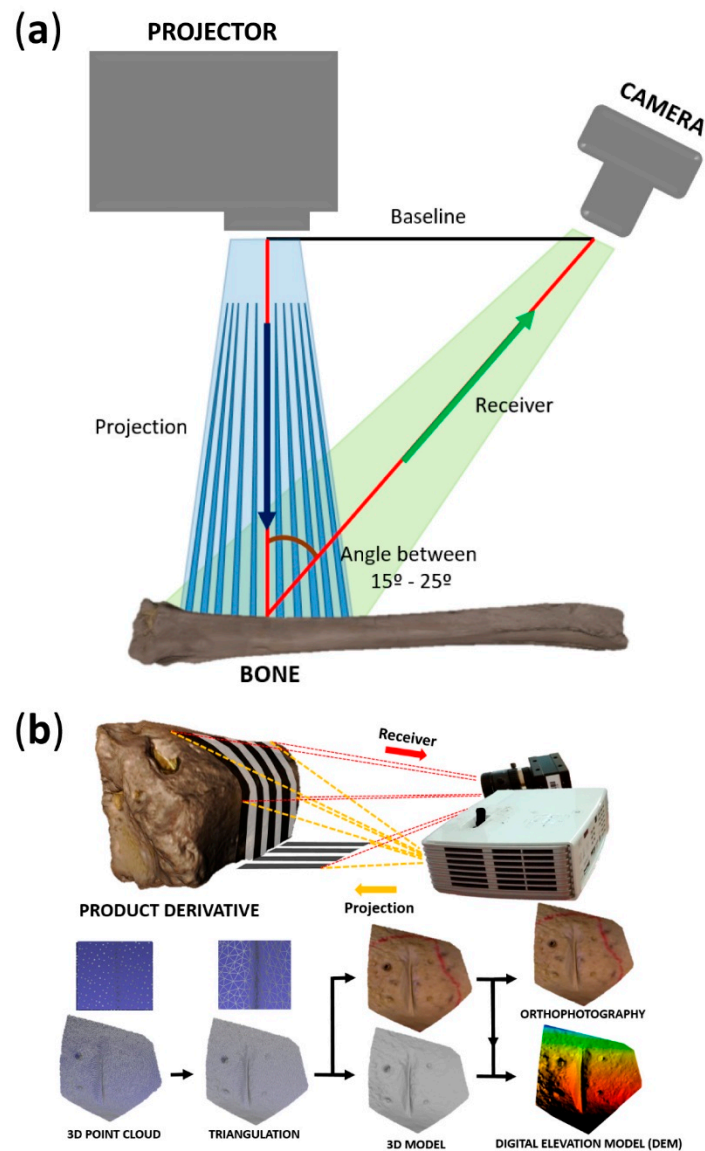 (a)
PROJECTOR
CAMERA
Baseline
Projection
Receiver
Angle between
15º - 25º
BONE
(b)
Receiver
Projection
PRODUCT DERIVATIVE
ORTHOPHOTOGRAPHY
3D POINT CLOUD
TRIANGULATION
3D MODEL
DIGITAL ELEVATION MODEL (DEM)